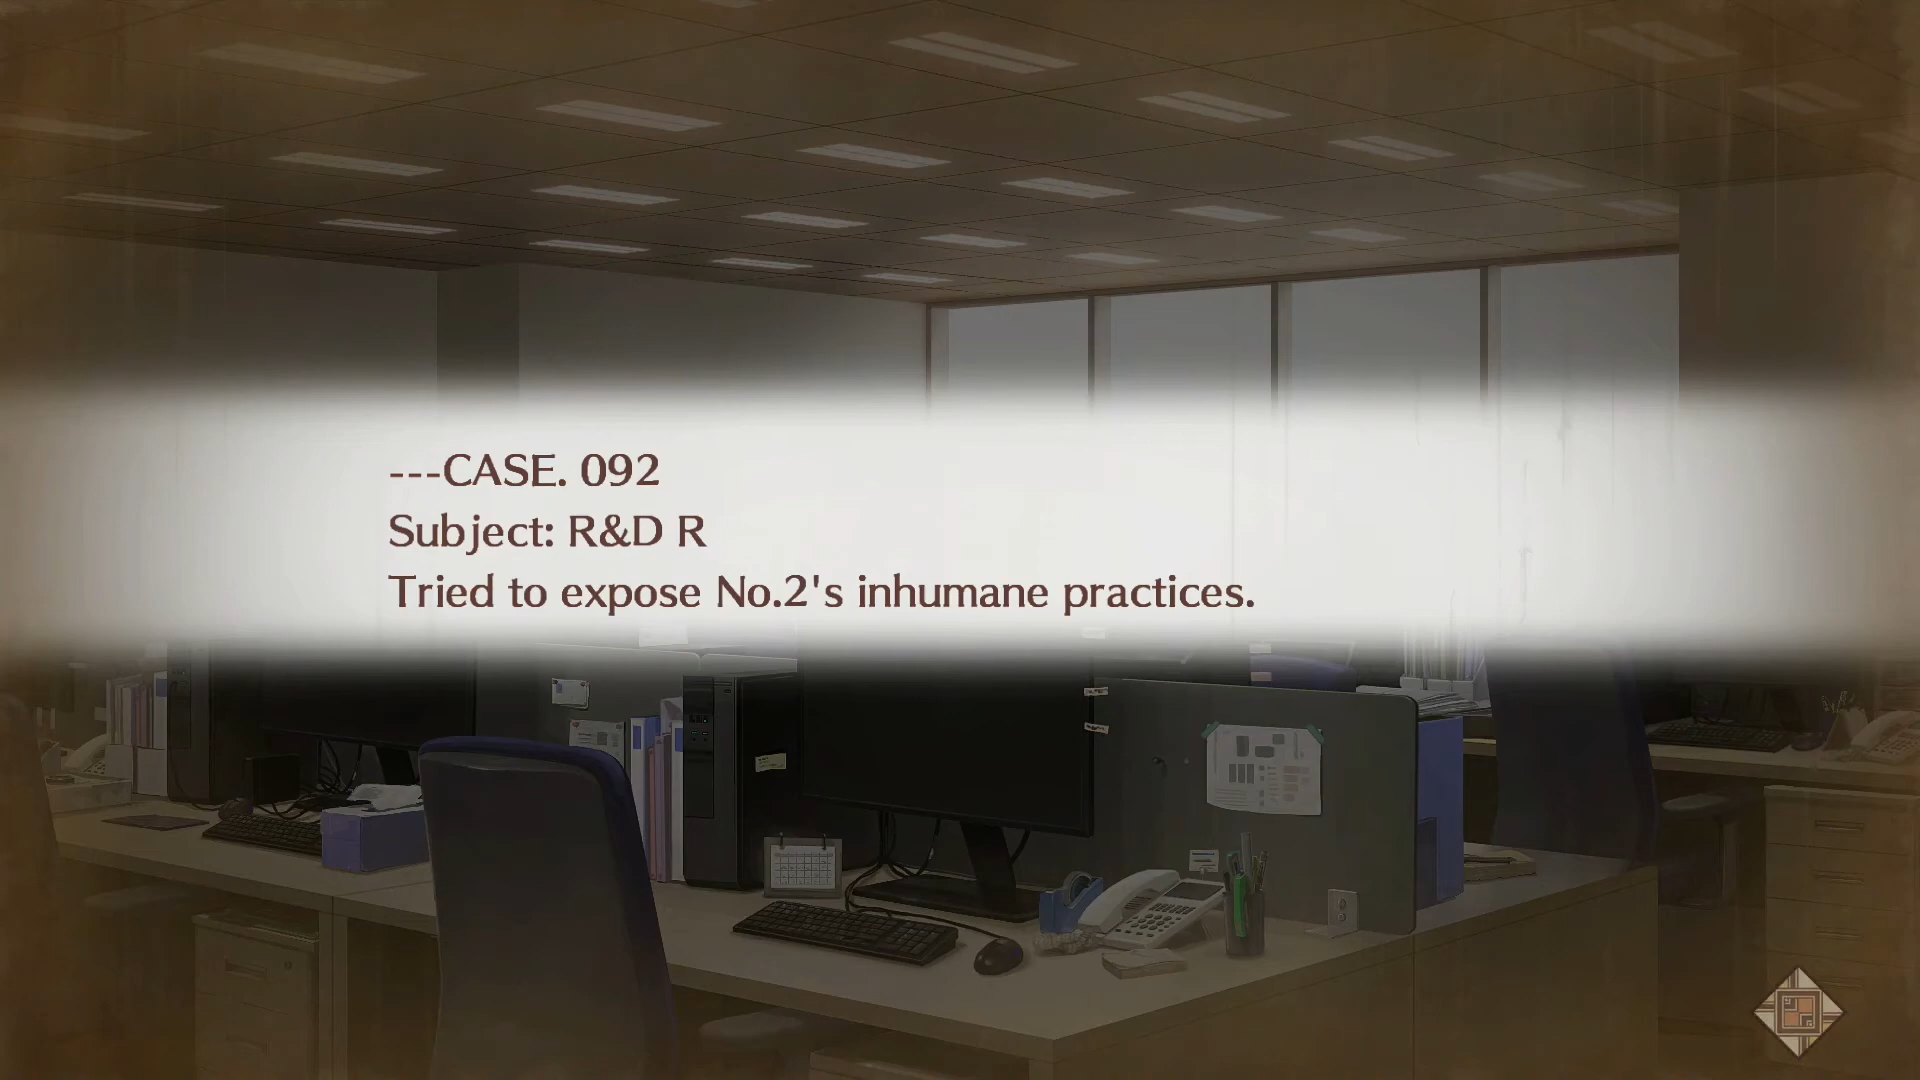 ---CASE. 092
Subject: R&D R
Tried to expose No.2's inhumane practices.